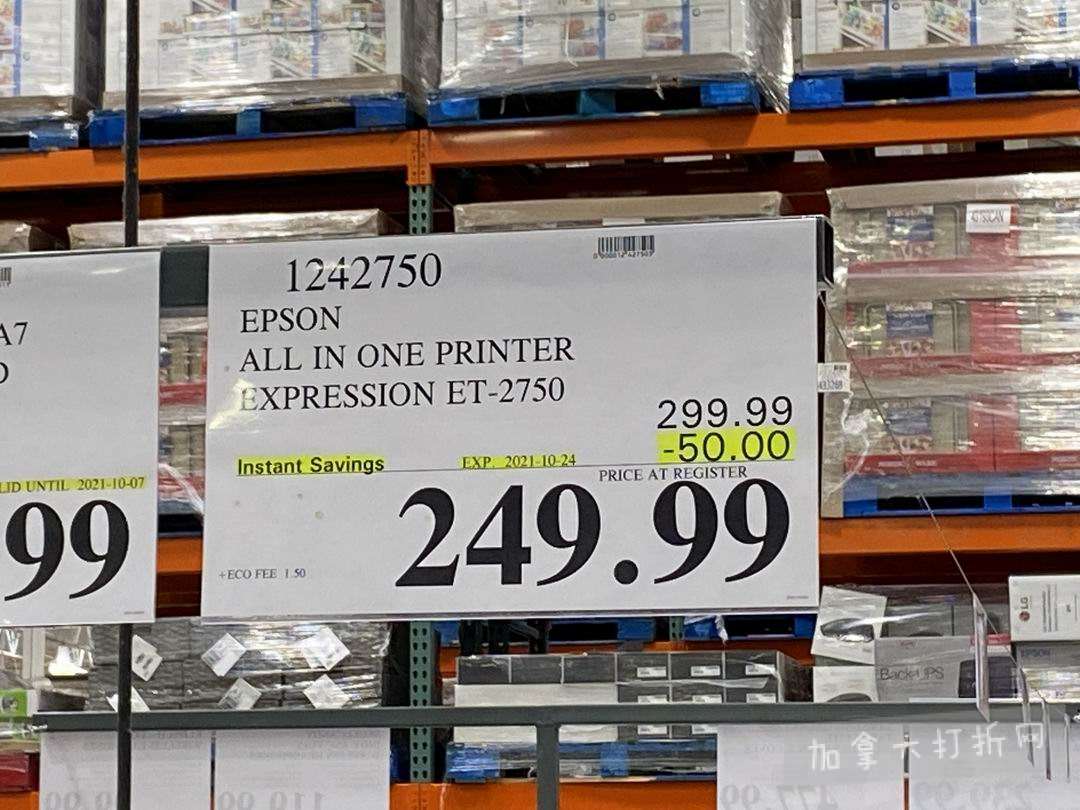 1242750
EPSON
ALL IN ONE PRINTER
EXPRESSION ET-2750
299.99
-50.00
Instant Savings EXP. 2021-10-24
PRICE AT REGISTER
249.99
+ECO FEE 1.50
A7
LID UNTIL 2021-10-07
99
LG
Back-UPS
EPSON
加拿大打折网